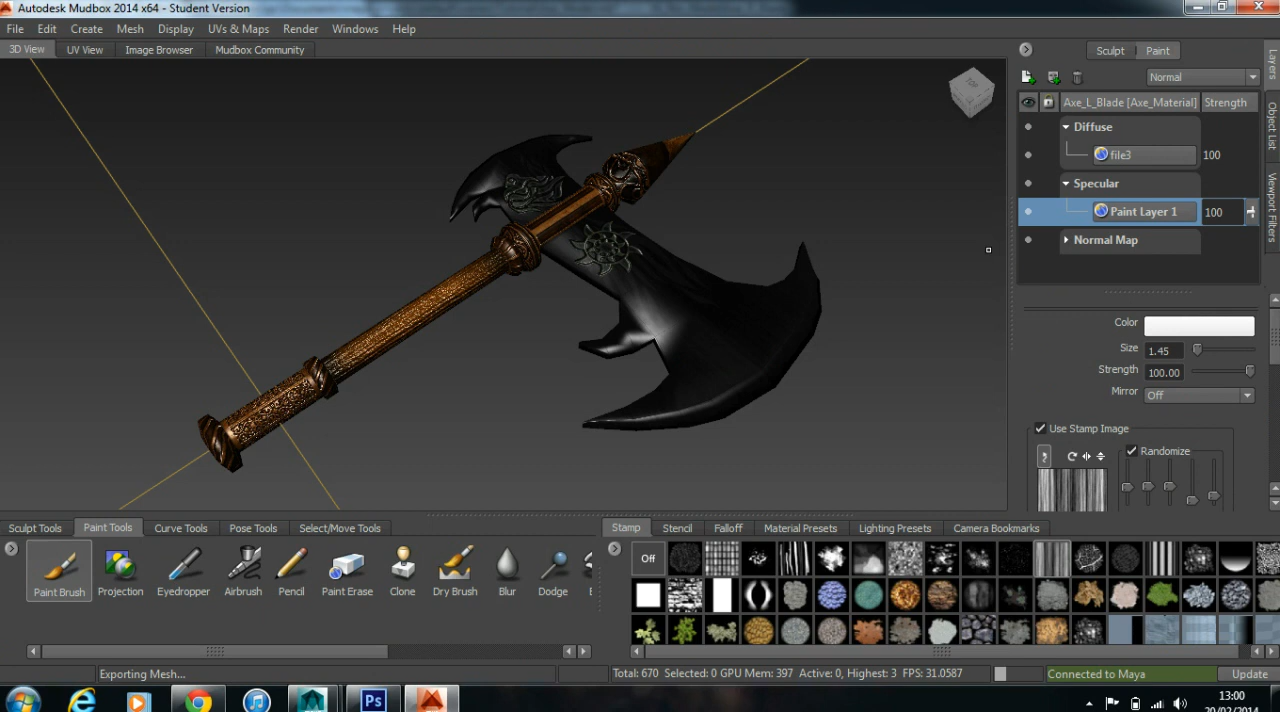 Autodesk Mudbox 2014 x64 - Student Version
File Edit Create Mesh Display UVs & Maps Render Windows Help
3D View UV View Image Browser Mudbox Community
Sculpt Paint
Normal
Axe_L_Blade [Axe_Material] Strength
Diffuse
file3 100
Specular
Paint Layer 1 100
Normal Map
Layers
Object List
Viewport Filters
TOP
Color
Size 1.45
Strength 100.00
Mirror Off
Use Stamp Image
Randomize
Sculpt Tools Paint Tools Curve Tools Pose Tools Select/Move Tools
Stamp Stencil Falloff Material Presets Lighting Presets Camera Bookmarks
Off
Paint Brush Projection Eyedropper Airbrush Pencil Paint Erase Clone Dry Brush Blur Dodge
Exporting Mesh...
Total: 670 Selected: 0 GPU Mem: 397 Active: 0, Highest: 3 FPS: 31.0587
Connected to Maya
Update
Ps
13:00
20/02/2014